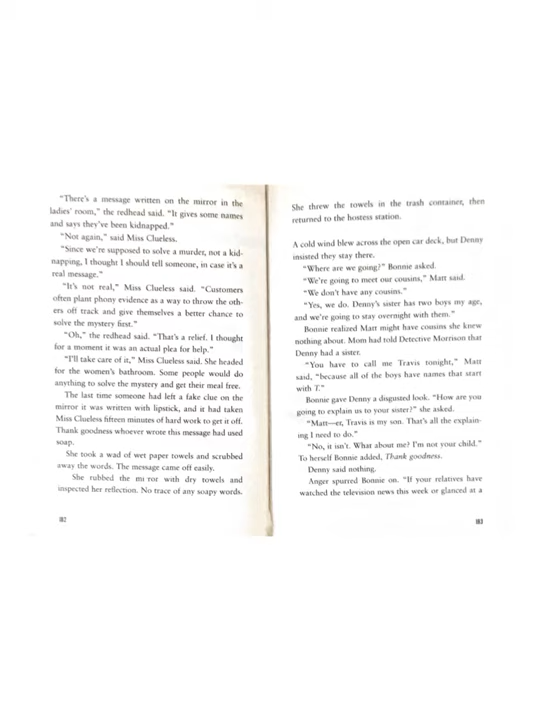 "There's a message written on the mirror in the
ladies' room," the redhead said. "It gives some names
and says they've been kidnapped."
"Not again," said Miss Clueless.
"Since we're supposed to solve a murder, not a kid-
napping, I thought I should tell someone, in case it's a
real message."
"It's not real," Miss Clueless said. "Customers
often plant phony evidence as a way to throw the oth-
ers off track and give themselves a better chance to
solve the mystery first."
"Oh," the redhead said. "That's a relief. I thought
for a moment it was an actual plea for help."
"I'll take care of it," Miss Clueless said. She headed
for the women's bathroom. Some people would do
anything to solve the mystery and get their meal free.
The last time someone had left a fake clue on the
mirror it was written with lipstick, and it had taken
Miss Clueless fifteen minutes of hard work to get it off.
Thank goodness whoever wrote this message had used
soap.
She took a wad of wet paper towels and scrubbed
away the words. The message came off easily.
She rubbed the mirror with dry towels and
inspected her reflection. No trace of any soapy words.
182
She threw the towels in the trash container, then
returned to the hostess station.
A cold wind blew across the open car deck, but Denny
insisted they stay there.
"Where are we going?" Bonnie asked.
"We're going to meet our cousins," Matt said.
"We don't have any cousins."
"Yes, we do. Denny's sister has two boys my age,
and we're going to stay overnight with them."
Bonnie realized Matt might have cousins she knew
nothing about. Mom had told Detective Morrison that
Denny had a sister.
"You have to call me Travis tonight," Matt
said, "because all of the boys have names that start
with T."
Bonnie gave Denny a disgusted look. "How are you
going to explain us to your sister?" she asked.
"Matt—er, Travis is my son. That's all the explain-
ing I need to do."
"No, it isn't. What about me? I'm not your child."
To herself Bonnie added, Thank goodness.
Denny said nothing.
Anger spurred Bonnie on. "If your relatives have
watched the television news this week or glanced at a
183